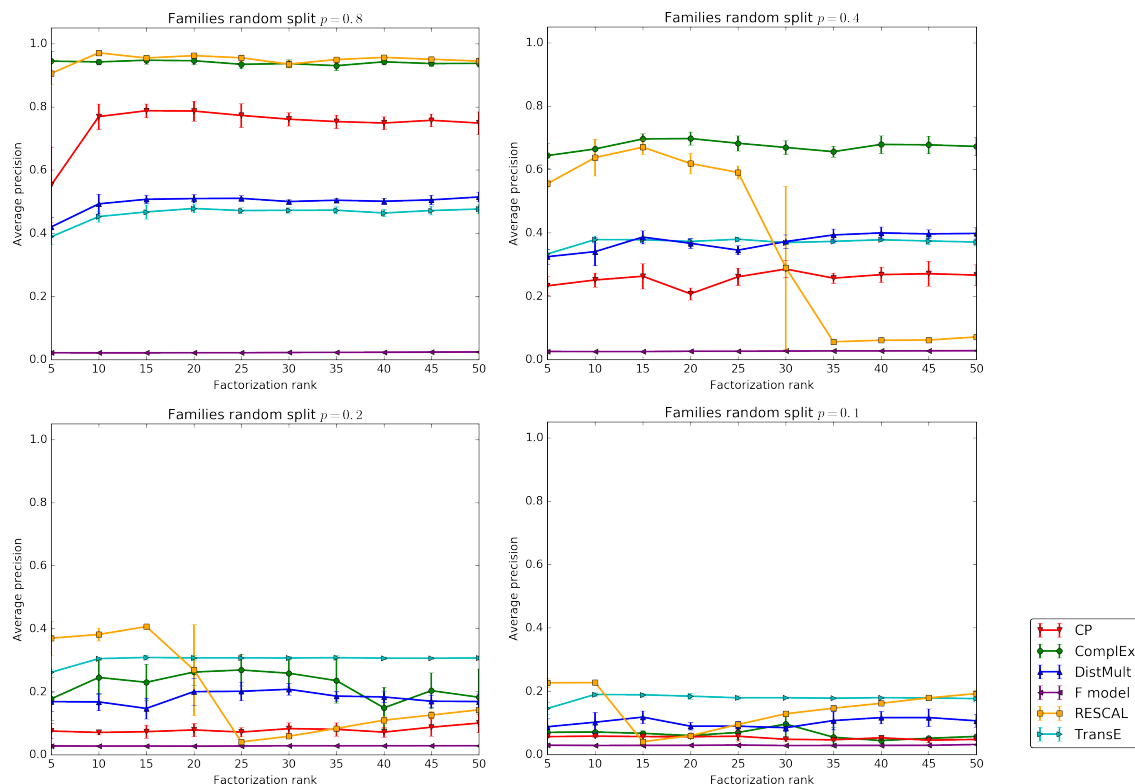 Families random split p=0.8
Average precision
1.0
0.8
0.6
0.4
0.2
0.0
5 10 15 20 25 30 35 40 45 50
Factorization rank
Families random split p=0.4
Average precision
1.0
0.8
0.6
0.4
0.2
0.0
5 10 15 20 25 30 35 40 45 50
Factorization rank
Families random split p=0.2
Average precision
1.0
0.8
0.6
0.4
0.2
0.0
5 10 15 20 25 30 35 40 45 50
Factorization rank
Families random split p=0.1
Average precision
1.0
0.8
0.6
0.4
0.2
0.0
5 10 15 20 25 30 35 40 45 50
Factorization rank
CP
ComplEx
DistMult
F model
RESCAL
TransE